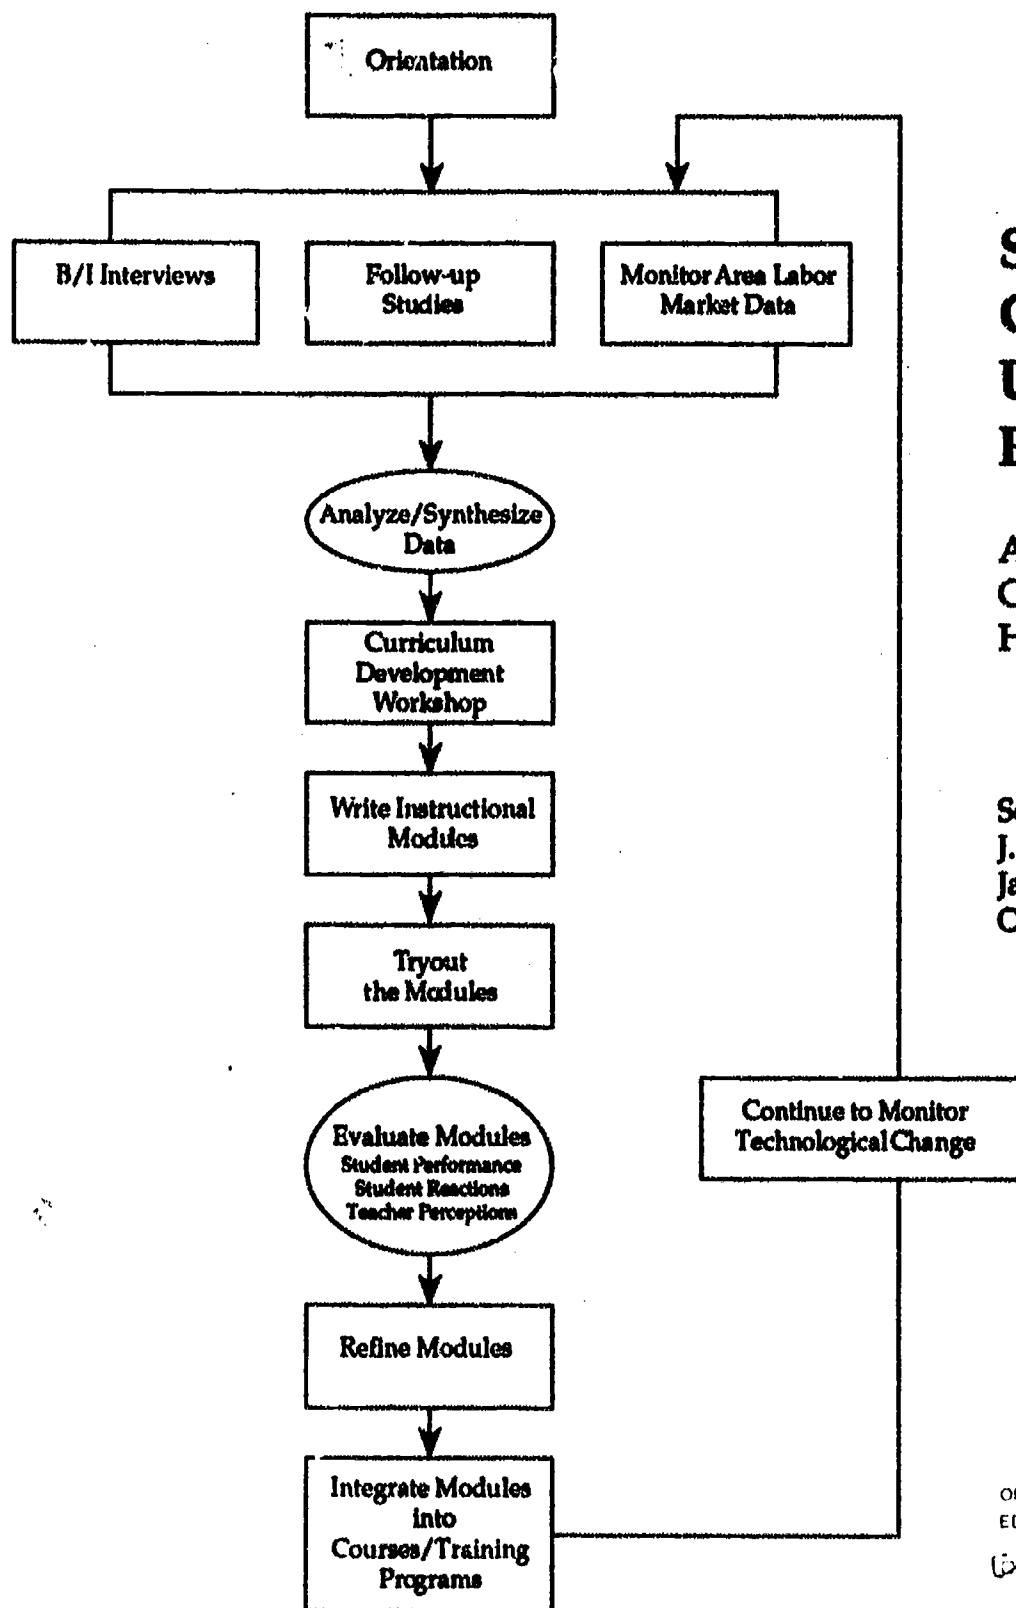 Orientation
B/I Interviews
Follow-up
Studies
Monitor Area Labor
Market Data
Analyze/Synthesize
Data
Curriculum
Development
Workshop
Write Instructional
Modules
Tryout
the Modules
Evaluate Modules
Student Performance
Student Reactions
Teacher Perceptions
Continue to Monitor
Technological Change
Refine Modules
Integrate Modules
into
Courses/Training
Programs